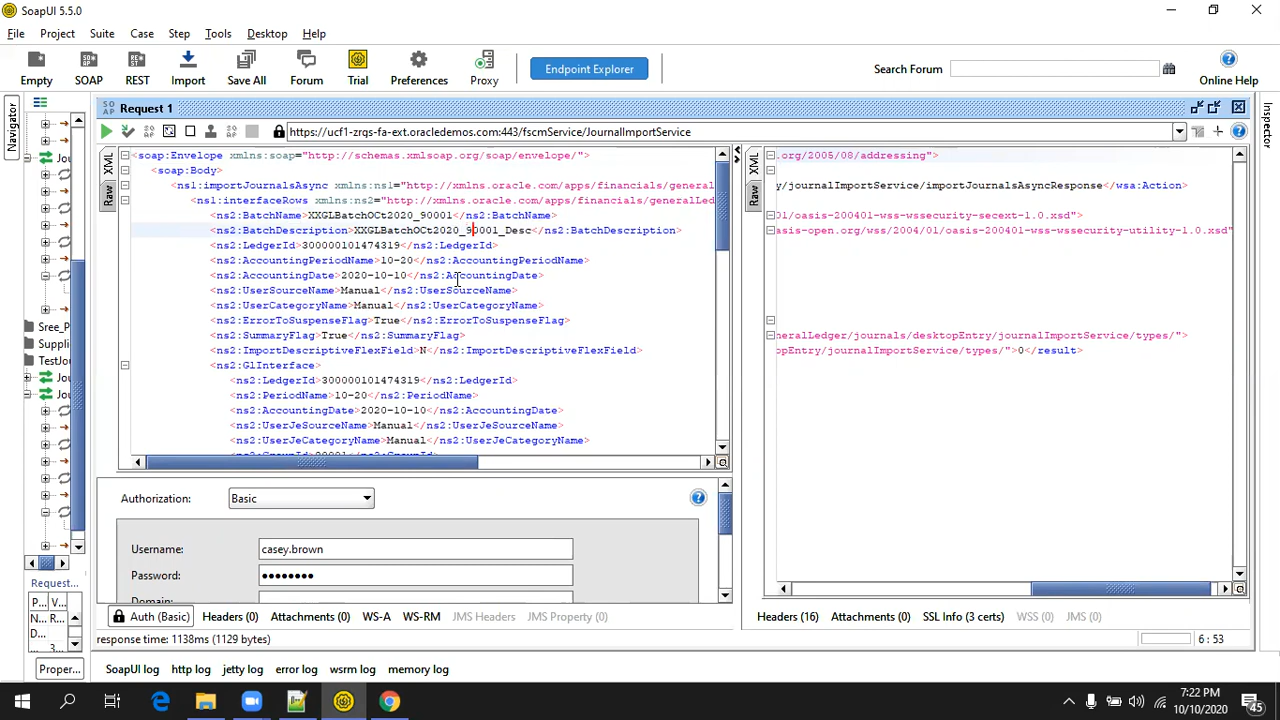 SoapUI 5.5.0
File Project Suite Case Step Tools Desktop Help
Empty SOAP REST Import Save All Forum Trial Preferences Proxy Endpoint Explorer Search Forum Online Help
Navigator
Inspector
SO AP Request 1
https://ucf1-zrqs-fa-ext.oracledemos.com:443/fscmService/JournalImportService
XML
Raw
<soap:Envelope xmlns:soap="http://schemas.xmlsoap.org/soap/envelope/">
<soap:Body>
<ns1:importJournalsAsync xmlns:ns1="http://xmlns.oracle.com/apps/financials/general
<ns1:interfaceRows xmlns:ns2="http://xmlns.oracle.com/apps/financials/generalLed
<ns2:BatchName>XXGLBatchOCt2020_90001</ns2:BatchName>
<ns2:BatchDescription>XXGLBatchOCt2020_90001_Desc</ns2:BatchDescription>
<ns2:LedgerId>300000101474319</ns2:LedgerId>
<ns2:AccountingPeriodName>10-20</ns2:AccountingPeriodName>
<ns2:AccountingDate>2020-10-10</ns2:AccountingDate>
<ns2:UserSourceName>Manual</ns2:UserSourceName>
<ns2:UserCategoryName>Manual</ns2:UserCategoryName>
<ns2:ErrorToSuspenseFlag>True</ns2:ErrorToSuspenseFlag>
<ns2:SummaryFlag>True</ns2:SummaryFlag>
<ns2:ImportDescriptiveFlexField>N</ns2:ImportDescriptiveFlexField>
<ns2:GlInterface>
<ns2:LedgerId>300000101474319</ns2:LedgerId>
<ns2:PeriodName>10-20</ns2:PeriodName>
<ns2:AccountingDate>2020-10-10</ns2:AccountingDate>
<ns2:UserJeSourceName>Manual</ns2:UserJeSourceName>
<ns2:UserJeCategoryName>Manual</ns2:UserJeCategoryName>
XML
Raw
.org/2005/08/addressing">
/journalImportService/importJournalsAsyncResponse</wsa:Action>
01/oasis-200401-wss-wssecurity-secext-1.0.xsd">
asis-open.org/wss/2004/01/oasis-200401-wss-wssecurity-utility-1.0.xsd"
eneralLedger/journals/desktopEntry/journalImportService/types/">
opEntry/journalImportService/types/">0</result>
Jou
Sree_P
Suppli
TestJou
Jou
Jou
Authorization: Basic
Username: casey.brown
Password: ••••••••
Domain:
Auth (Basic) Headers (0) Attachments (0) WS-A WS-RM JMS Headers JMS Property (0)
Headers (16) Attachments (0) SSL Info (3 certs) WSS (0) JMS (0)
response time: 1138ms (1129 bytes)
6 : 53
Request...
P... V...
N... R...
D...
3...
Proper...
SoapUI log http log jetty log error log wsrm log memory log
7:22 PM
10/10/2020
45